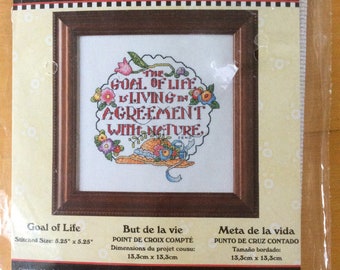 THE
GOAL OF LIFE
is LIVING in
AGREEMENT
WITH NATURE
Goal of Life
Stitched Size: 5.25" x 5.25"
But de la vie
POINT DE CROIX COMPTÉ
Dimensions du projet cousu:
13,3cm x 13,3cm
Meta de la vida
PUNTO DE CRUZ CONTADO
Tamaño bordado:
13,3cm x 13,3cm